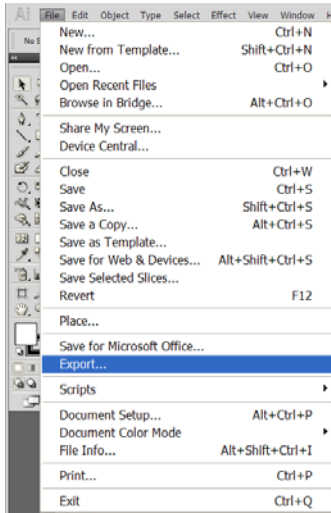 Ai File Edit Object Type Select Effect View Window
New... Ctrl+N
New from Template... Shift+Ctrl+N
Open... Ctrl+O
Open Recent Files
Browse in Bridge... Alt+Ctrl+O
Share My Screen...
Device Central...
Close Ctrl+W
Save Ctrl+S
Save As... Shift+Ctrl+S
Save a Copy... Alt+Ctrl+S
Save as Template...
Save for Web & Devices... Alt+Shift+Ctrl+S
Save Selected Slices...
Revert F12
Place...
Save for Microsoft Office...
Export...
Scripts
Document Setup... Alt+Ctrl+P
Document Color Mode
File Info... Alt+Shift+Ctrl+I
Print... Ctrl+P
Exit Ctrl+Q